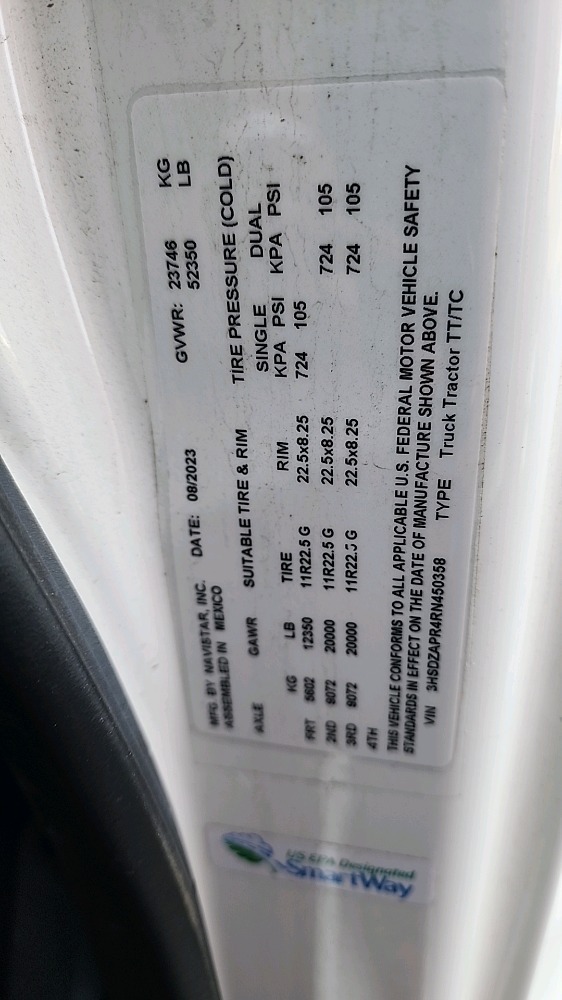 GVWR: 23746 KG
52350 LB
MFG. BY NAVISTAR, INC. DATE: 08/2023
ASSEMBLED IN MEXICO
SUITABLE TIRE & RIM TIRE PRESSURE (COLD)
AXLE GAWR SINGLE DUAL
KG LB TIRE RIM KPA PSI KPA PSI
FRT 5602 12350 11R22.5 G 22.5x8.25 724 105
2ND 9072 20000 11R22.5 G 22.5x8.25 724 105
3RD 9072 20000 11R22.5 G 22.5x8.25 724 105
4TH
THIS VEHICLE CONFORMS TO ALL APPLICABLE U.S. FEDERAL MOTOR VEHICLE SAFETY
STANDARDS IN EFFECT ON THE DATE OF MANUFACTURE SHOWN ABOVE.
VIN 3HSDZAPR4RN450358 TYPE Truck Tractor TT/TC
US EPA Designated
SmartWay